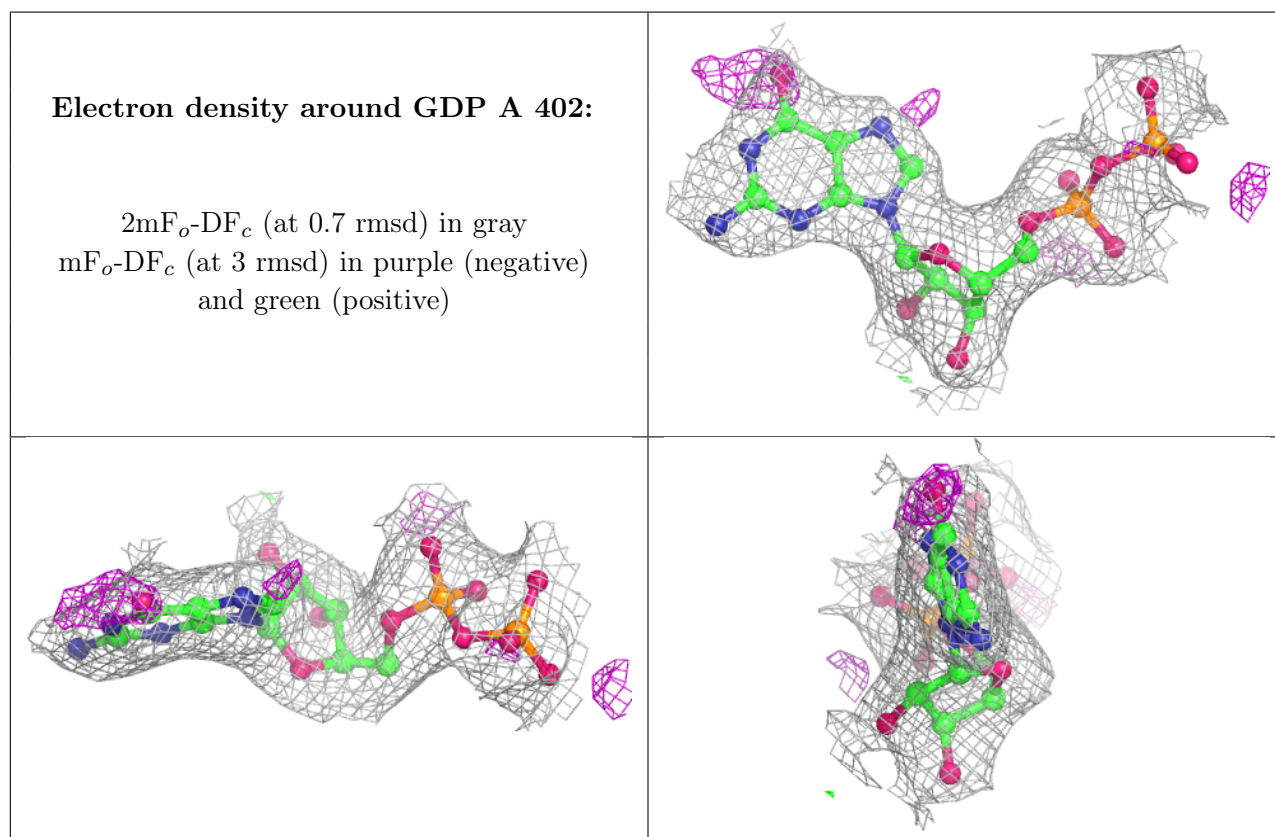 Electron density around GDP A 402:
2mFo-DFc (at 0.7 rmsd) in gray
mFo-DFc (at 3 rmsd) in purple (negative)
and green (positive)